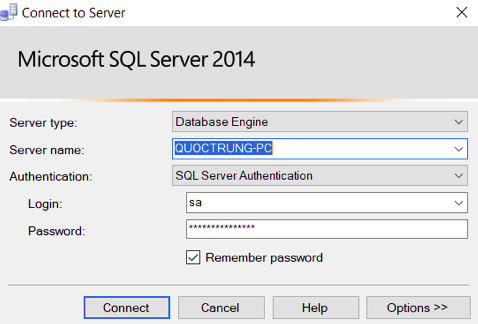 Connect to Server
Microsoft SQL Server 2014
Server type: Database Engine
Server name: QUOCTRUNG-PC
Authentication: SQL Server Authentication
Login: sa
Password: ***************
Remember password
Connect Cancel Help Options >>